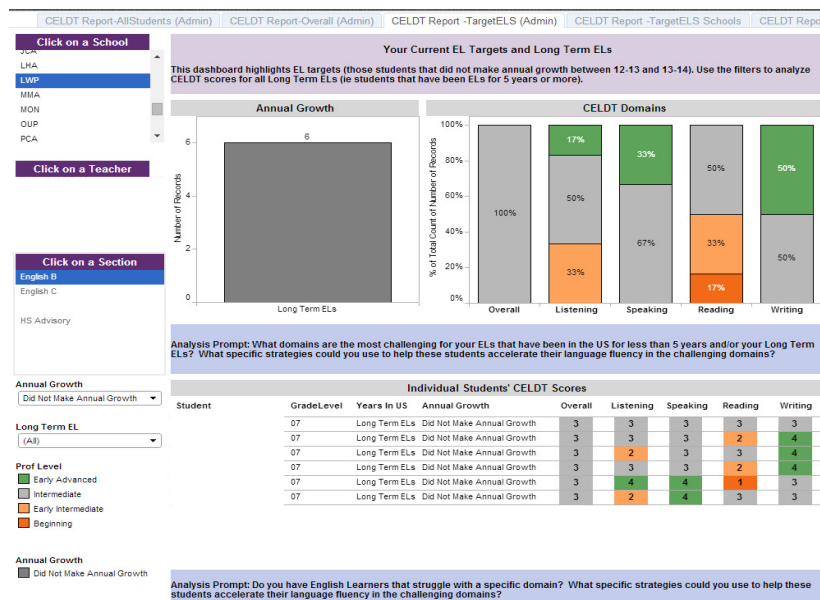 CELDT Report-AllStudents (Admin) CELDT Report-Overall (Admin) CELDT Report -TargetELS (Admin) CELDT Report -TargetELS Schools CELDT Repo
Click on a School
JCA
LHA
LWP
MMA
MON
OUP
PCA
Click on a Teacher
Click on a Section
English B
English C
HS Advisory
Annual Growth
Did Not Make Annual Growth
Long Term EL
(All)
Prof Level
Early Advanced
Intermediate
Early Intermediate
Beginning
Annual Growth
Did Not Make Annual Growth
Your Current EL Targets and Long Term ELs
This dashboard highlights EL targets (those students that did not make annual growth between 12-13 and 13-14). Use the filters to analyze
CELDT scores for all Long Term ELs (ie students that have been ELs for 5 years or more).
Annual Growth
Number of Records
6
4
2
0
6
Long Term ELs
CELDT Domains
% of Total Count of Number of Records
100%
80%
60%
40%
20%
0%
100%
17%
50%
33%
33%
67%
50%
33%
17%
50%
50%
Overall Listening Speaking Reading Writing
Analysis Prompt: What domains are the most challenging for your ELs that have been in the US for less than 5 years and/or your Long Term
ELs? What specific strategies could you use to help these students accelerate their language fluency in the challenging domains?
Individual Students' CELDT Scores
Student GradeLevel Years In US Annual Growth Overall Listening Speaking Reading Writing
07 Long Term ELs Did Not Make Annual Growth 3 3 3 3 3
07 Long Term ELs Did Not Make Annual Growth 3 3 3 2 4
07 Long Term ELs Did Not Make Annual Growth 3 2 3 3 4
07 Long Term ELs Did Not Make Annual Growth 3 3 3 2 4
07 Long Term ELs Did Not Make Annual Growth 3 4 4 1 3
07 Long Term ELs Did Not Make Annual Growth 3 2 4 3 3
Analysis Prompt: Do you have English Learners that struggle with a specific domain? What specific strategies could you use to help these
students accelerate their language fluency in the challenging domains?